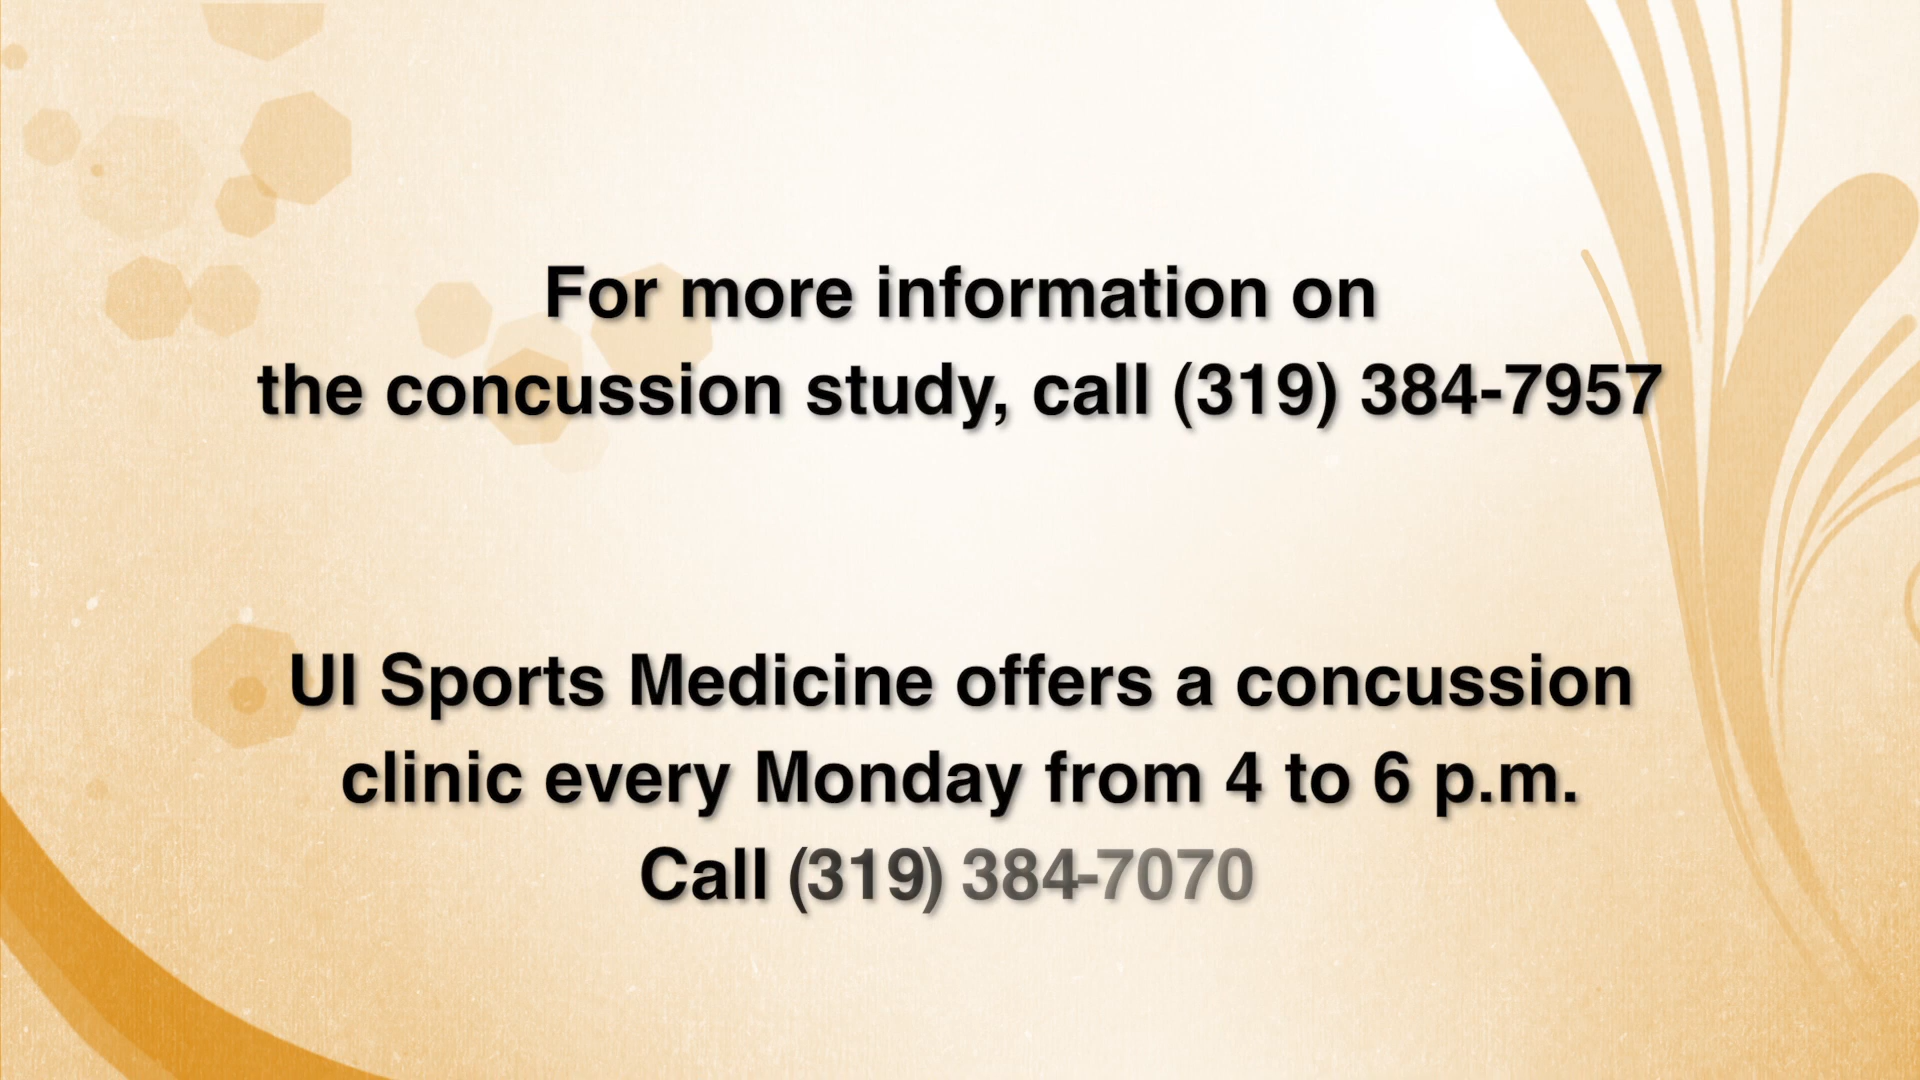 For more information on
the concussion study, call (319) 384-7957
UI Sports Medicine offers a concussion
clinic every Monday from 4 to 6 p.m.
Call (319) 384-7070